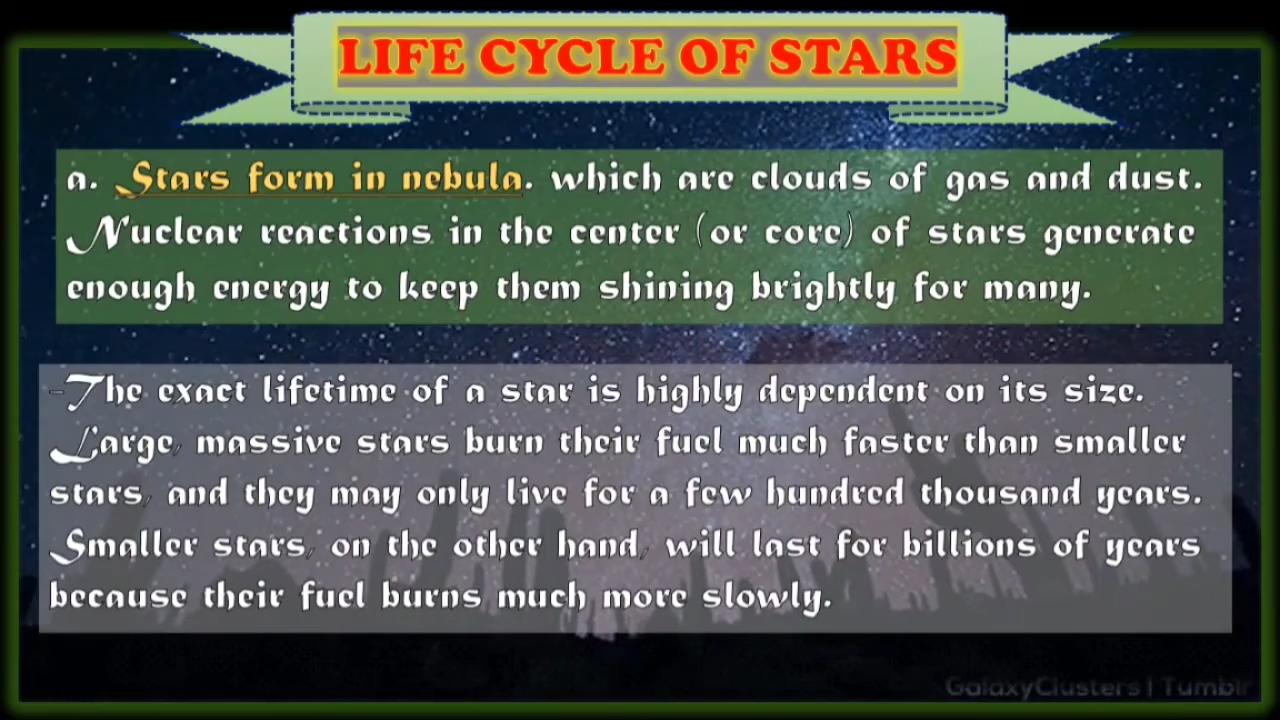 LIFE CYCLE OF STARS
a. Stars form in nebula. which are clouds of gas and dust.
Nuclear reactions in the center (or core) of stars generate
enough energy to keep them shining brightly for many.
-The exact lifetime of a star is highly dependent on its size.
Large, massive stars burn their fuel much faster than smaller
stars, and they may only live for a few hundred thousand years.
Smaller stars, on the other hand, will last for billions of years
because their fuel burns much more slowly.
GalaxyClusters | Tumblr